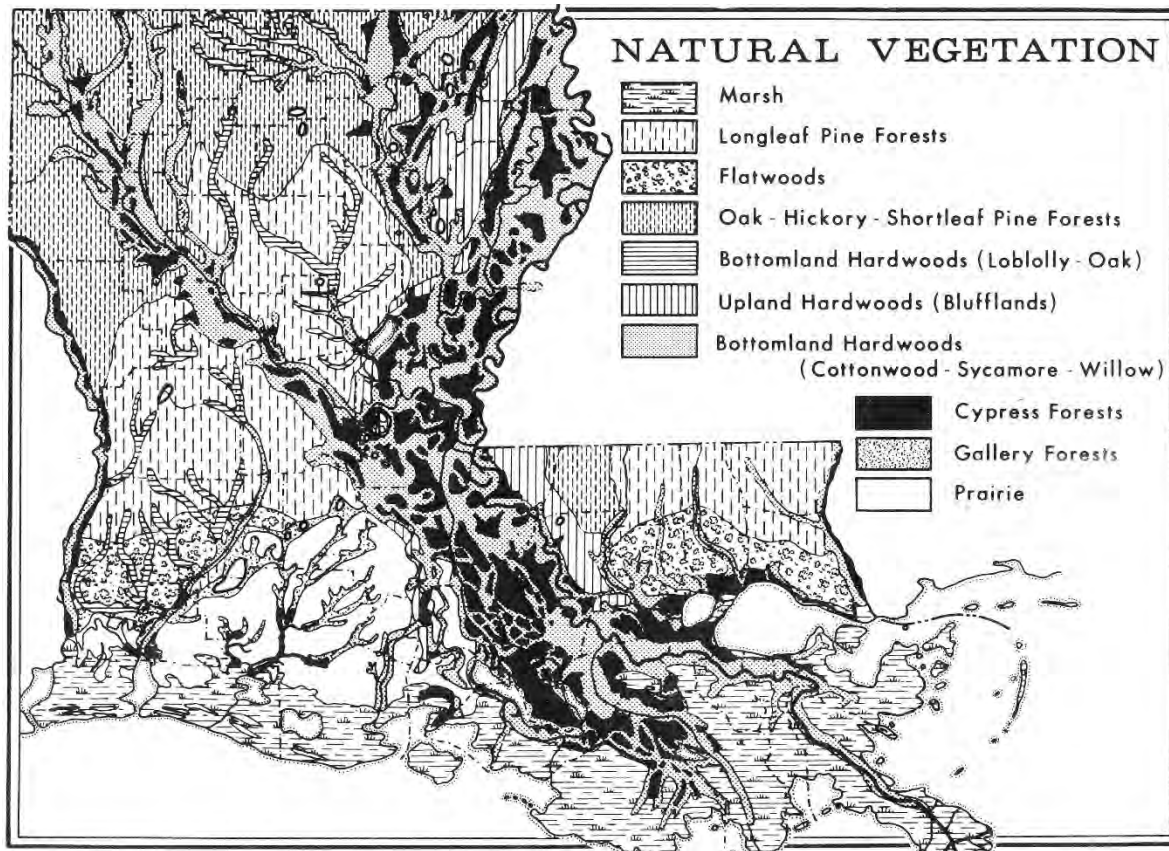 NATURAL VEGETATION
Marsh
Longleaf Pine Forests
Flatwoods
Oak - Hickory - Shortleaf Pine Forests
Bottomland Hardwoods (Loblolly - Oak)
Upland Hardwoods (Blufflands)
Bottomland Hardwoods
(Cottonwood - Sycamore - Willow)
Cypress Forests
Gallery Forests
Prairie